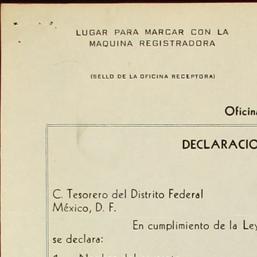 LUGAR PARA MARCAR CON LA
MAQUINA REGISTRADORA
(SELLO DE LA OFICINA RECEPTORA)
Oficina
DECLARACIO
C. Tesorero del Distrito Federal
México, D. F.
En cumplimiento de la Ley
se declara: